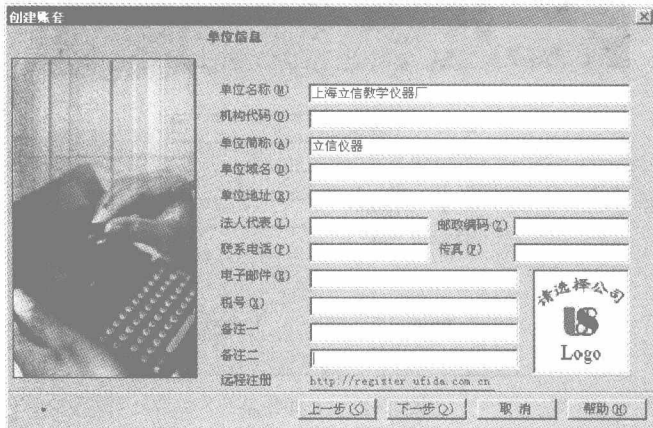 创建账套
单位信息
单位名称(M) 上海立信教学仪器厂
机构代码(O)
单位简称(A) 立信仪器
单位域名(D)
单位地址(R)
法人代表(L) 邮政编码(Z)
联系电话(P) 传真(F)
电子邮件(E)
税号(X)
备注一
备注二
远程注册 http://register.ufida.com.cn
请选择公司
US
Logo
上一步(<) 下一步(>) 取消 帮助(H)